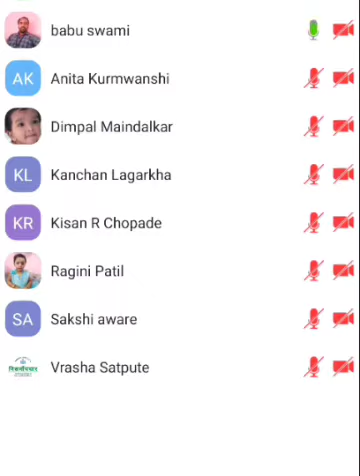 babu swami
AK Anita Kurmwanshi
Dimpal Maindalkar
KL Kanchan Lagarkha
KR Kisan R Chopade
Ragini Patil
SA Sakshi aware
Vrasha Satpute